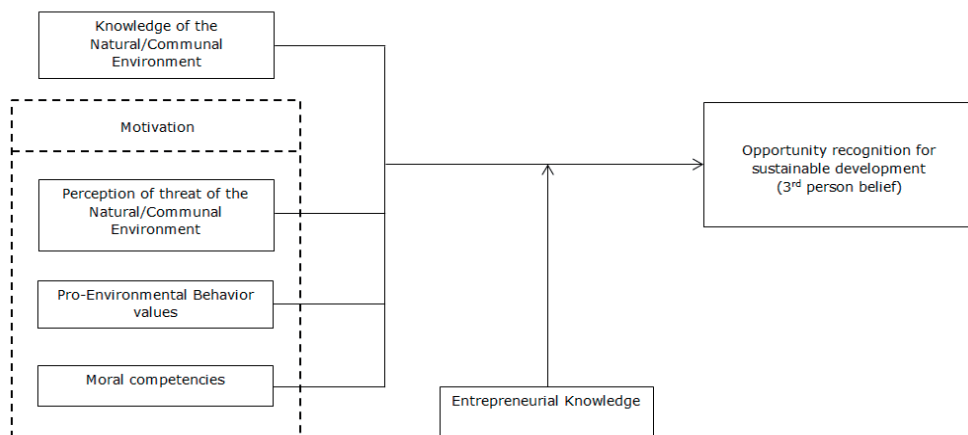 Knowledge of the
Natural/Communal
Environment
Motivation
Perception of threat of the
Natural/Communal
Environment
Pro-Environmental Behavior
values
Moral competencies
Entrepreneurial Knowledge
Opportunity recognition for
sustainable development
(3rd person belief)